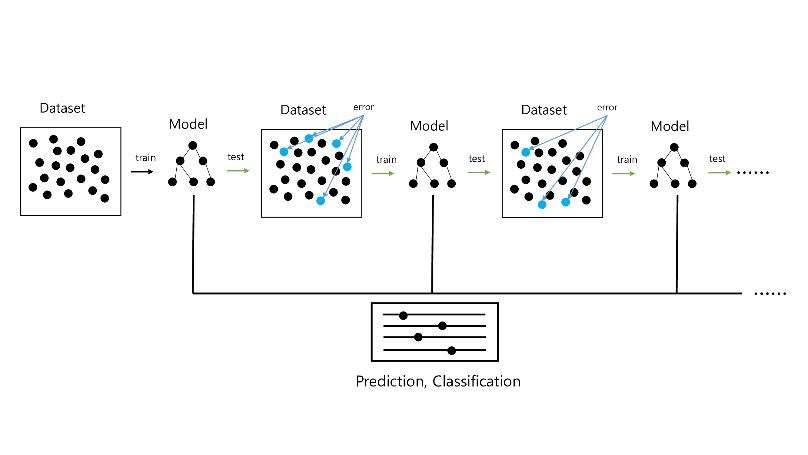 Dataset
train
Model
test
Dataset
error
train
Model
test
Dataset
error
train
Model
test
Prediction, Classification